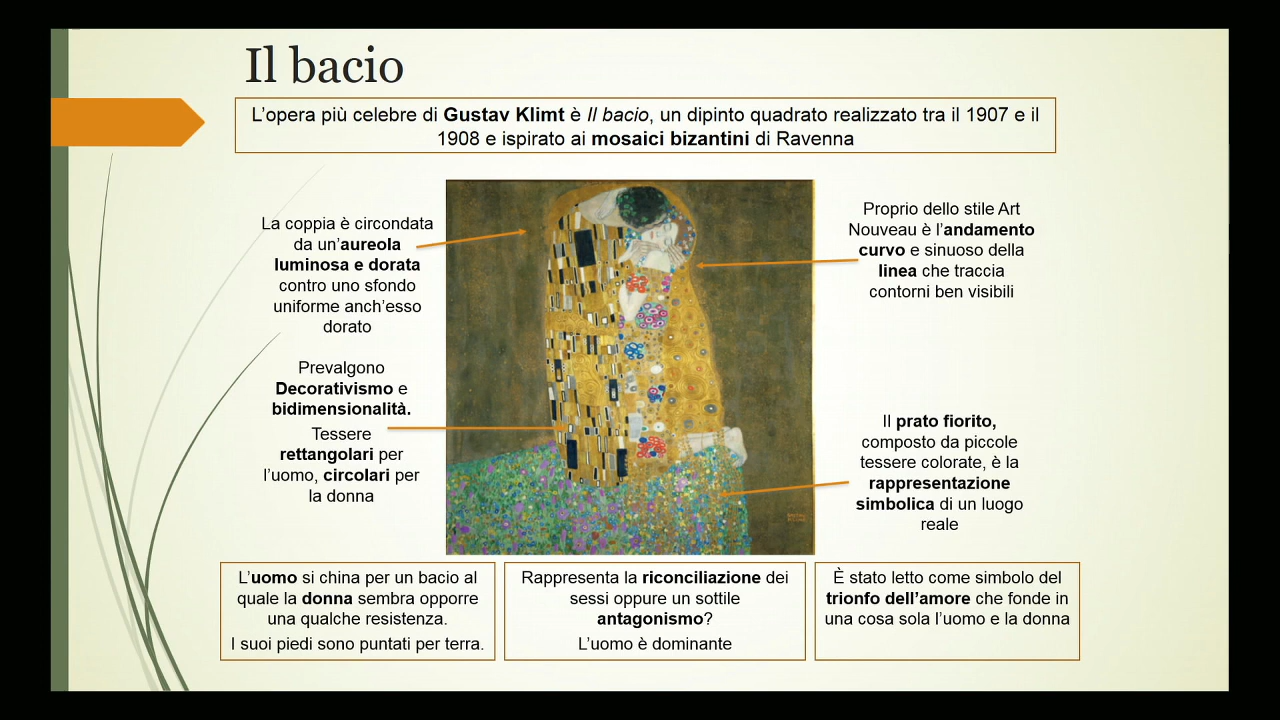 Il bacio
L’opera più celebre di Gustav Klimt è Il bacio, un dipinto quadrato realizzato tra il 1907 e il
1908 e ispirato ai mosaici bizantini di Ravenna
La coppia è circondata
da un’aureola
luminosa e dorata
contro uno sfondo
uniforme anch’esso
dorato
Prevalgono
Decorativismo e
bidimensionalità.
Tessere
rettangolari per
l’uomo, circolari per
la donna
Proprio dello stile Art
Nouveau è l’andamento
curvo e sinuoso della
linea che traccia
contorni ben visibili
Il prato fiorito,
composto da piccole
tessere colorate, è la
rappresentazione
simbolica di un luogo
reale
L’uomo si china per un bacio al
quale la donna sembra opporre
una qualche resistenza.
I suoi piedi sono puntati per terra.
Rappresenta la riconciliazione dei
sessi oppure un sottile
antagonismo?
L’uomo è dominante
È stato letto come simbolo del
trionfo dell’amore che fonde in
una cosa sola l’uomo e la donna